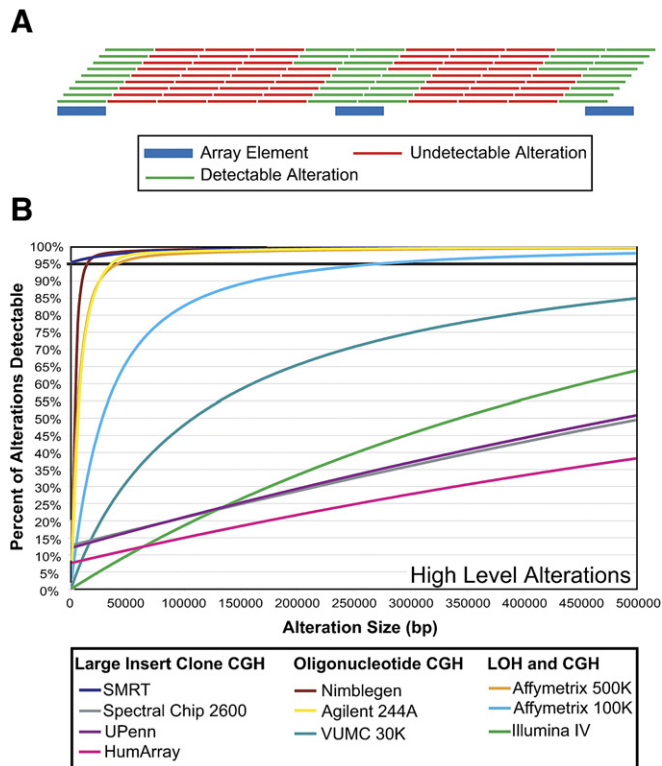 A
Array Element
Undetectable Alteration
Detectable Alteration
B
100%
95%
90%
85%
80%
75%
70%
65%
60%
55%
50%
45%
40%
35%
30%
25%
20%
15%
10%
5%
0%
Percent of Alterations Detectable
High Level Alterations
0 50000 100000 150000 200000 250000 300000 350000 400000 450000 500000
Alteration Size (bp)
Large Insert Clone CGH
SMRT
Spectral Chip 2600
UPenn
HumArray
Oligonucleotide CGH
Nimblegen
Agilent 244A
VUMC 30K
LOH and CGH
Affymetrix 500K
Affymetrix 100K
Illumina IV